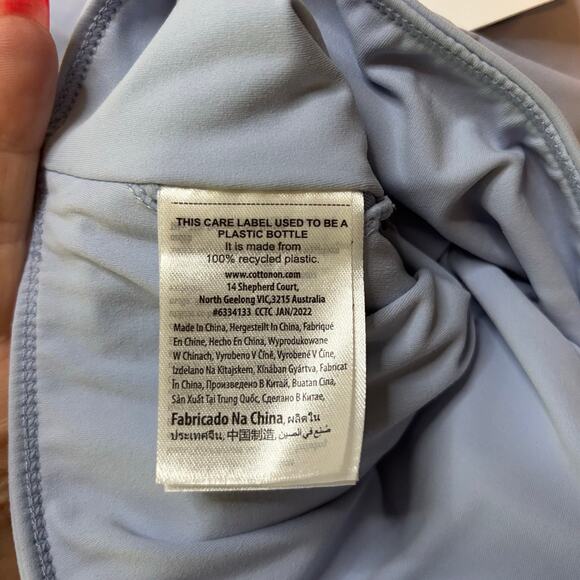 THIS CARE LABEL USED TO BE A
PLASTIC BOTTLE
It is made from
100% recycled plastic.
www.cottonon.com
14 Shepherd Court,
North Geelong VIC,3215 Australia
#6334133 CCTC JAN/2022
Made In China, Hergestellt In China, Fabriqué
En Chine, Hecho En China, Wyprodukowane
W Chinach, Vyrobeno V Číně, Vyrobené V Číne,
Izdelano Na Kitajskem, Kínában Gyártva, Fabricat
În China, Произведено В Китай, Buatan Cina,
Sản Xuất Tại Trung Quốc, Сделано В Китае,
Fabricado Na China, ผลิตใน
ประเทศจีน, 中国制造, صُنِع في الصين